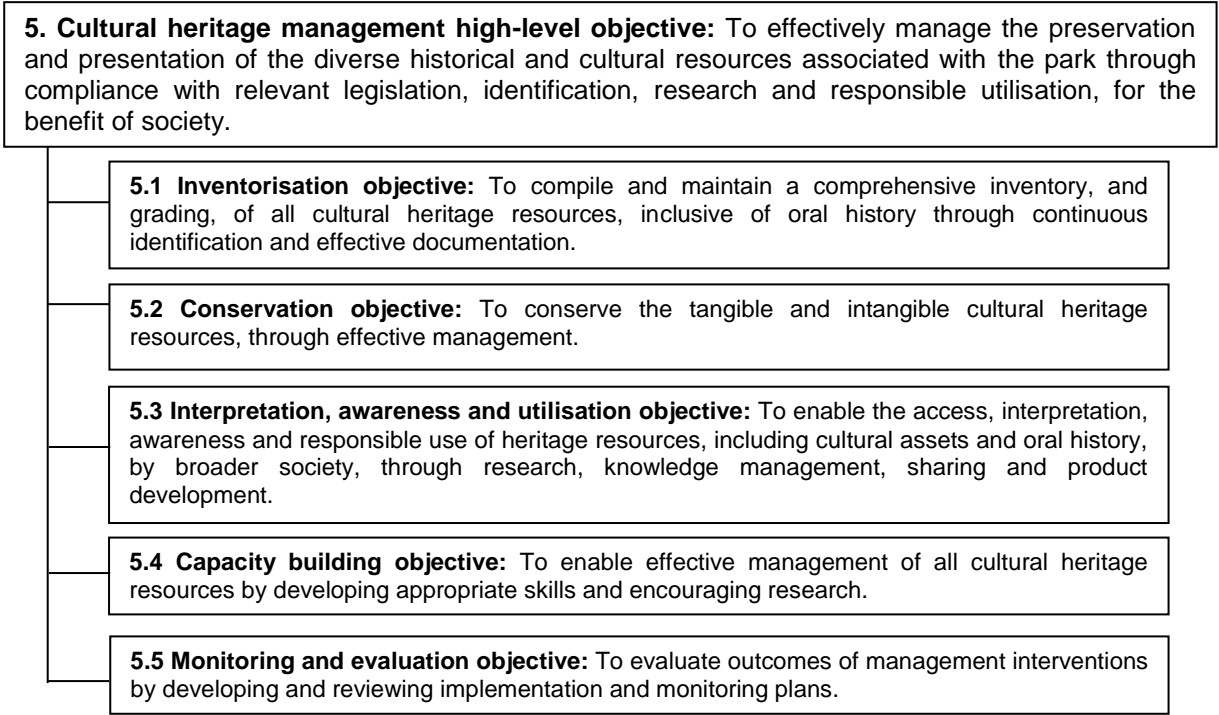 5. Cultural heritage management high-level objective: To effectively manage the preservation
and presentation of the diverse historical and cultural resources associated with the park through
compliance with relevant legislation, identification, research and responsible utilisation, for the
benefit of society.
5.1 Inventorisation objective: To compile and maintain a comprehensive inventory, and
grading, of all cultural heritage resources, inclusive of oral history through continuous
identification and effective documentation.
5.2 Conservation objective: To conserve the tangible and intangible cultural heritage
resources, through effective management.
5.3 Interpretation, awareness and utilisation objective: To enable the access, interpretation,
awareness and responsible use of heritage resources, including cultural assets and oral history,
by broader society, through research, knowledge management, sharing and product
development.
5.4 Capacity building objective: To enable effective management of all cultural heritage
resources by developing appropriate skills and encouraging research.
5.5 Monitoring and evaluation objective: To evaluate outcomes of management interventions
by developing and reviewing implementation and monitoring plans.